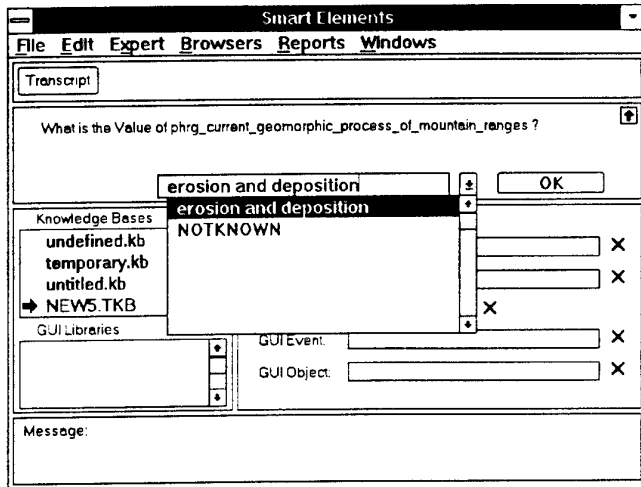 Smart Elements
File Edit Expert Browsers Reports Windows
Transcript
What is the Value of phrg_current_geomorphic_process_of_mountain_ranges ?
erosion and deposition
OK
erosion and deposition
NOTKNOWN
Knowledge Bases
undefined.kb
temporary.kb
untitled.kb
NEW5.TKB
GUI Libraries
GUI Event:
GUI Object:
Message: